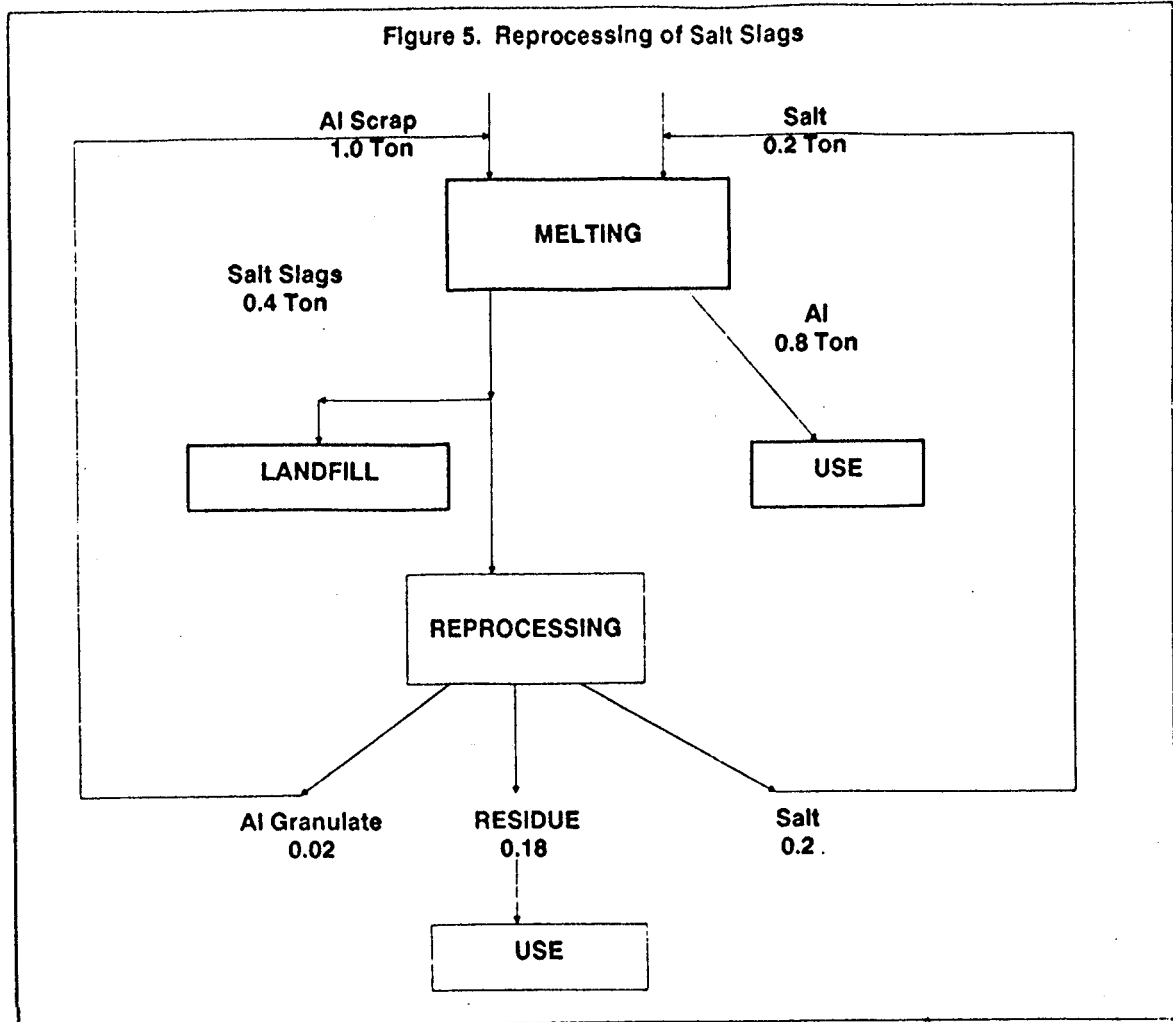 Figure 5. Reprocessing of Salt Slags
Al Scrap
1.0 Ton
Salt
0.2 Ton
MELTING
Salt Slags
0.4 Ton
Al
0.8 Ton
LANDFILL
USE
REPROCESSING
Al Granulate
0.02
RESIDUE
0.18
Salt
0.2
USE